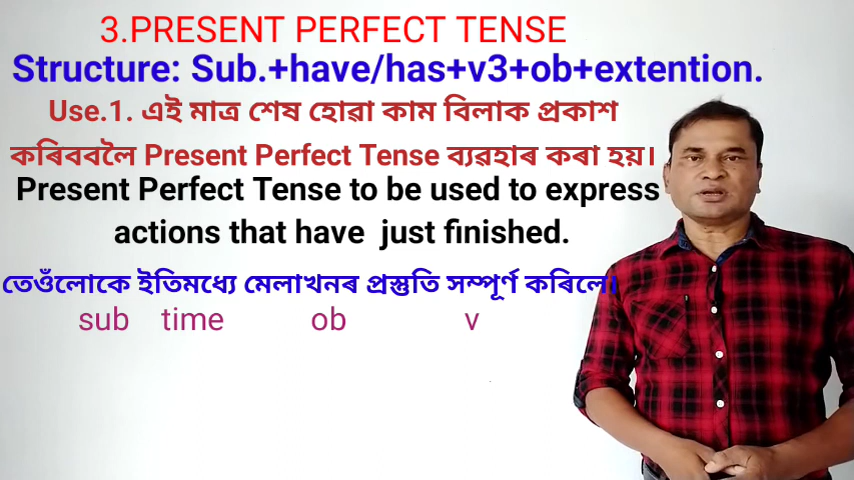 3.PRESENT PERFECT TENSE
Structure: Sub.+have/has+v3+ob+extention.
Use.1. এই মাত্ৰ শেষ হোৱা কাম বিলাক প্ৰকাশ
কৰিববলৈ Present Perfect Tense ব্যৱহাৰ কৰা হয়।
Present Perfect Tense to be used to express
actions that have just finished.
তেওঁলোকে ইতিমধ্যে মেলাখনৰ প্ৰস্তুতি সম্পূৰ্ণ কৰিলে।
sub time ob v